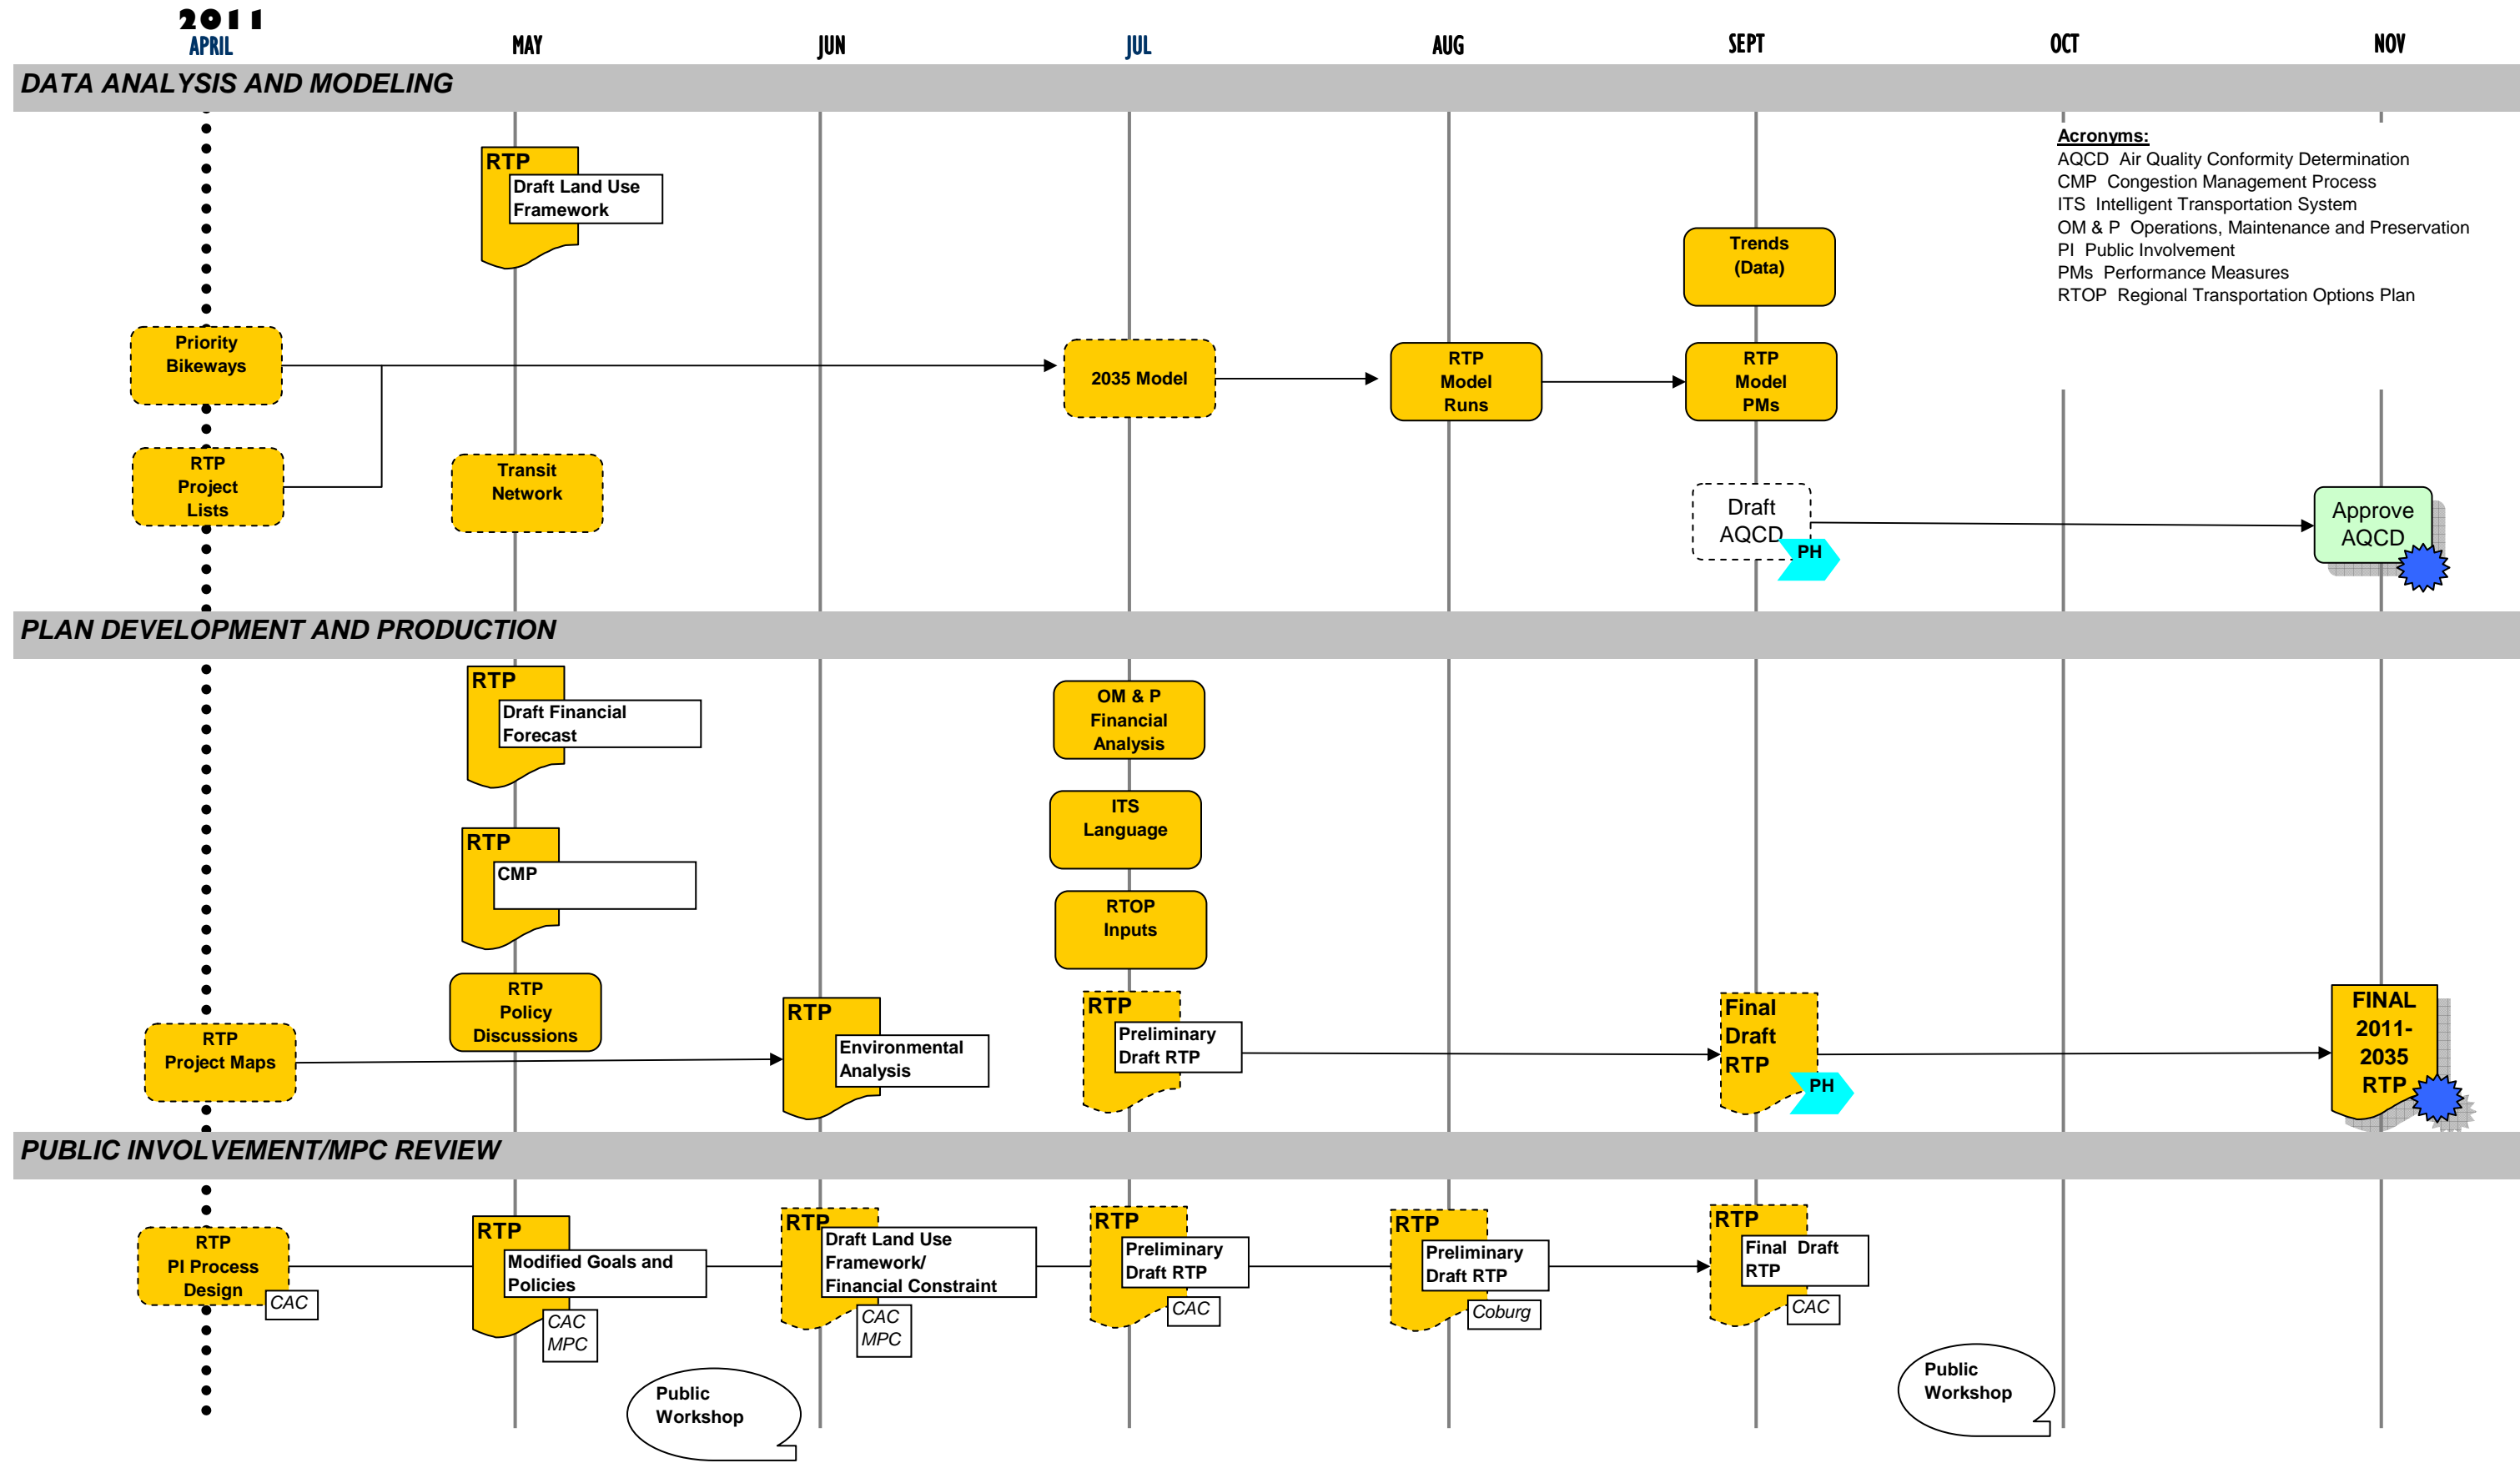 2011
APRIL MAY JUN JUL AUG SEPT OCT NOV
DATA ANALYSIS AND MODELING
Acronyms:
AQCD Air Quality Conformity Determination
CMP Congestion Management Process
ITS Intelligent Transportation System
OM & P Operations, Maintenance and Preservation
PI Public Involvement
PMs Performance Measures
RTOP Regional Transportation Options Plan
RTP
Draft Land Use
Framework
Trends
(Data)
Priority
Bikeways
2035 Model
RTP
Model
Runs
RTP
Model
PMs
RTP
Project
Lists
Transit
Network
Draft
AQCD
PH
Approve
AQCD
PLAN DEVELOPMENT AND PRODUCTION
RTP
Draft Financial
Forecast
OM & P
Financial
Analysis
ITS
Language
RTP
CMP
RTOP
Inputs
RTP
Policy
Discussions
RTP
Project Maps
RTP
Environmental
Analysis
RTP
Preliminary
Draft RTP
Final
Draft
RTP
PH
FINAL
2011-
2035
RTP
PUBLIC INVOLVEMENT/MPC REVIEW
RTP
PI Process
Design
CAC
RTP
Modified Goals and
Policies
CAC
MPC
RTP
Draft Land Use
Framework/
Financial Constraint
CAC
MPC
RTP
Preliminary
Draft RTP
CAC
RTP
Preliminary
Draft RTP
Coburg
RTP
Final Draft
RTP
CAC
Public
Workshop
Public
Workshop